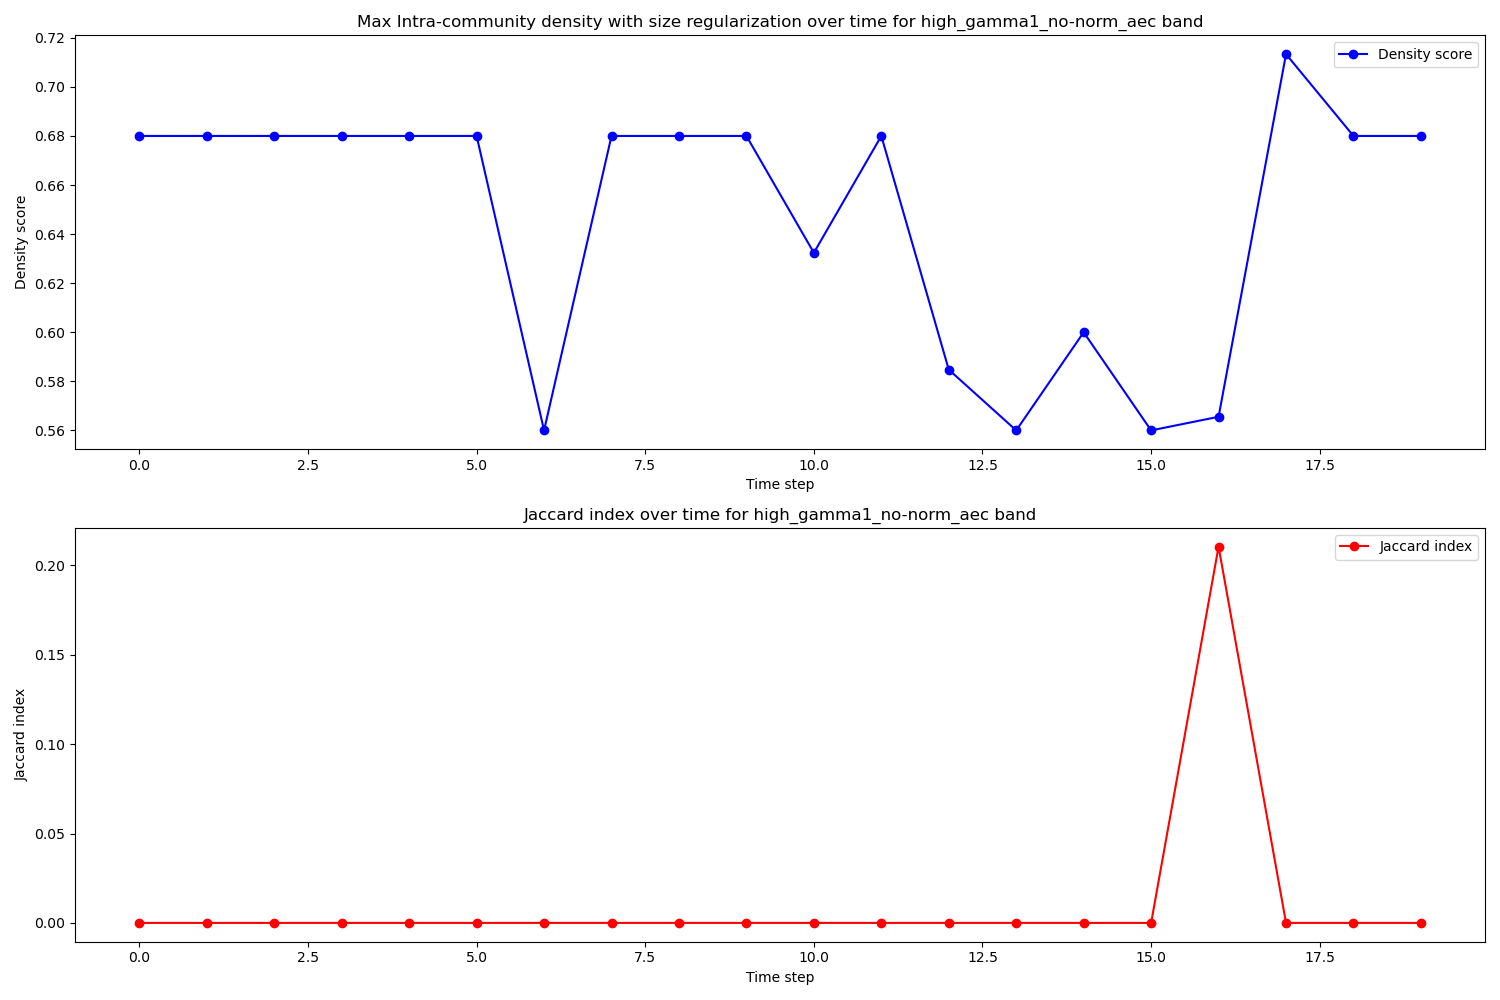 Max Intra-community density with size regularization over time for high_gamma1_no-norm_aec band
0.72
0.70
0.68
0.66
0.64
0.62
0.60
0.58
0.56
Density score
Density score
0.0 2.5 5.0 7.5 10.0 12.5 15.0 17.5
Time step
Jaccard index over time for high_gamma1_no-norm_aec band
0.20
0.15
0.10
0.05
0.00
Jaccard index
Jaccard index
0.0 2.5 5.0 7.5 10.0 12.5 15.0 17.5
Time step